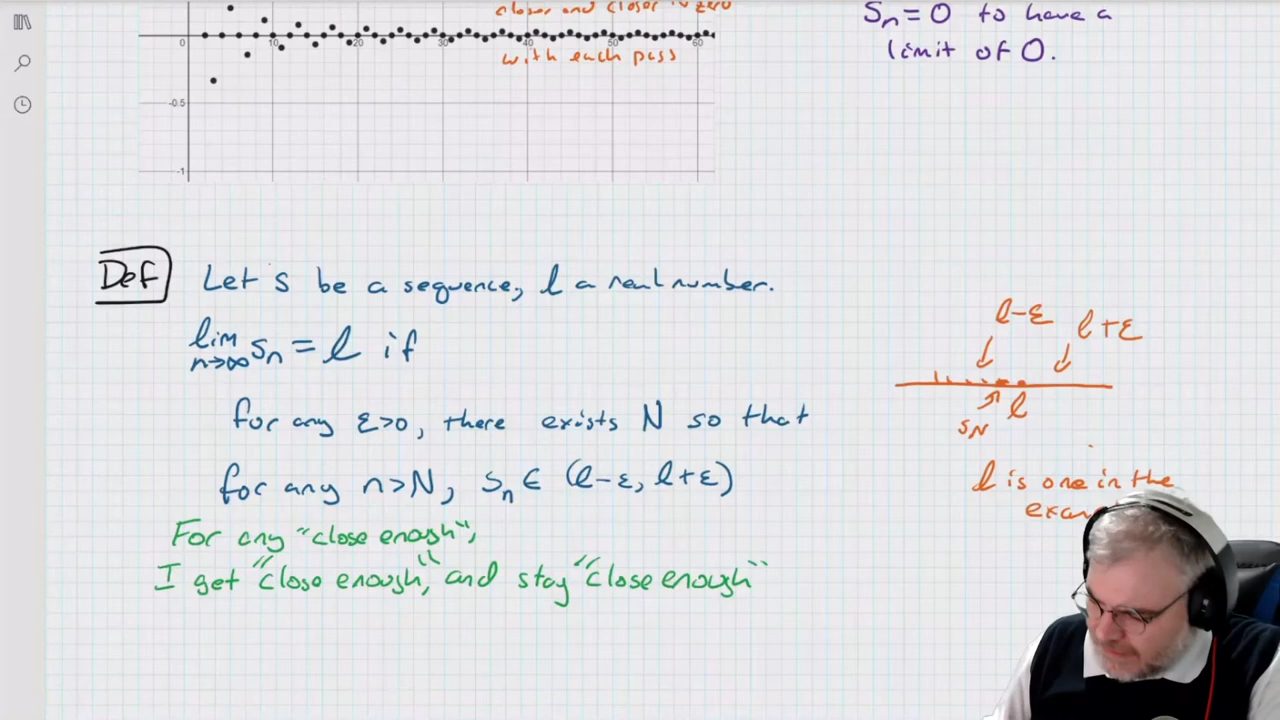 closer and closer to zero
0 10 20 30 40 50 60
with each pass
-0.5
-1
Sn = 0 to have a
limit of 0.
Def Let s be a sequence, l a real number.
lim n→∞ sn = l if
for any ε>0, there exists N so that
for any n>N, sn ∈ (l-ε, l+ε)
For any "close enough",
I get "close enough", and stay "close enough"
l-ε l+ε
sN l
l is one in the